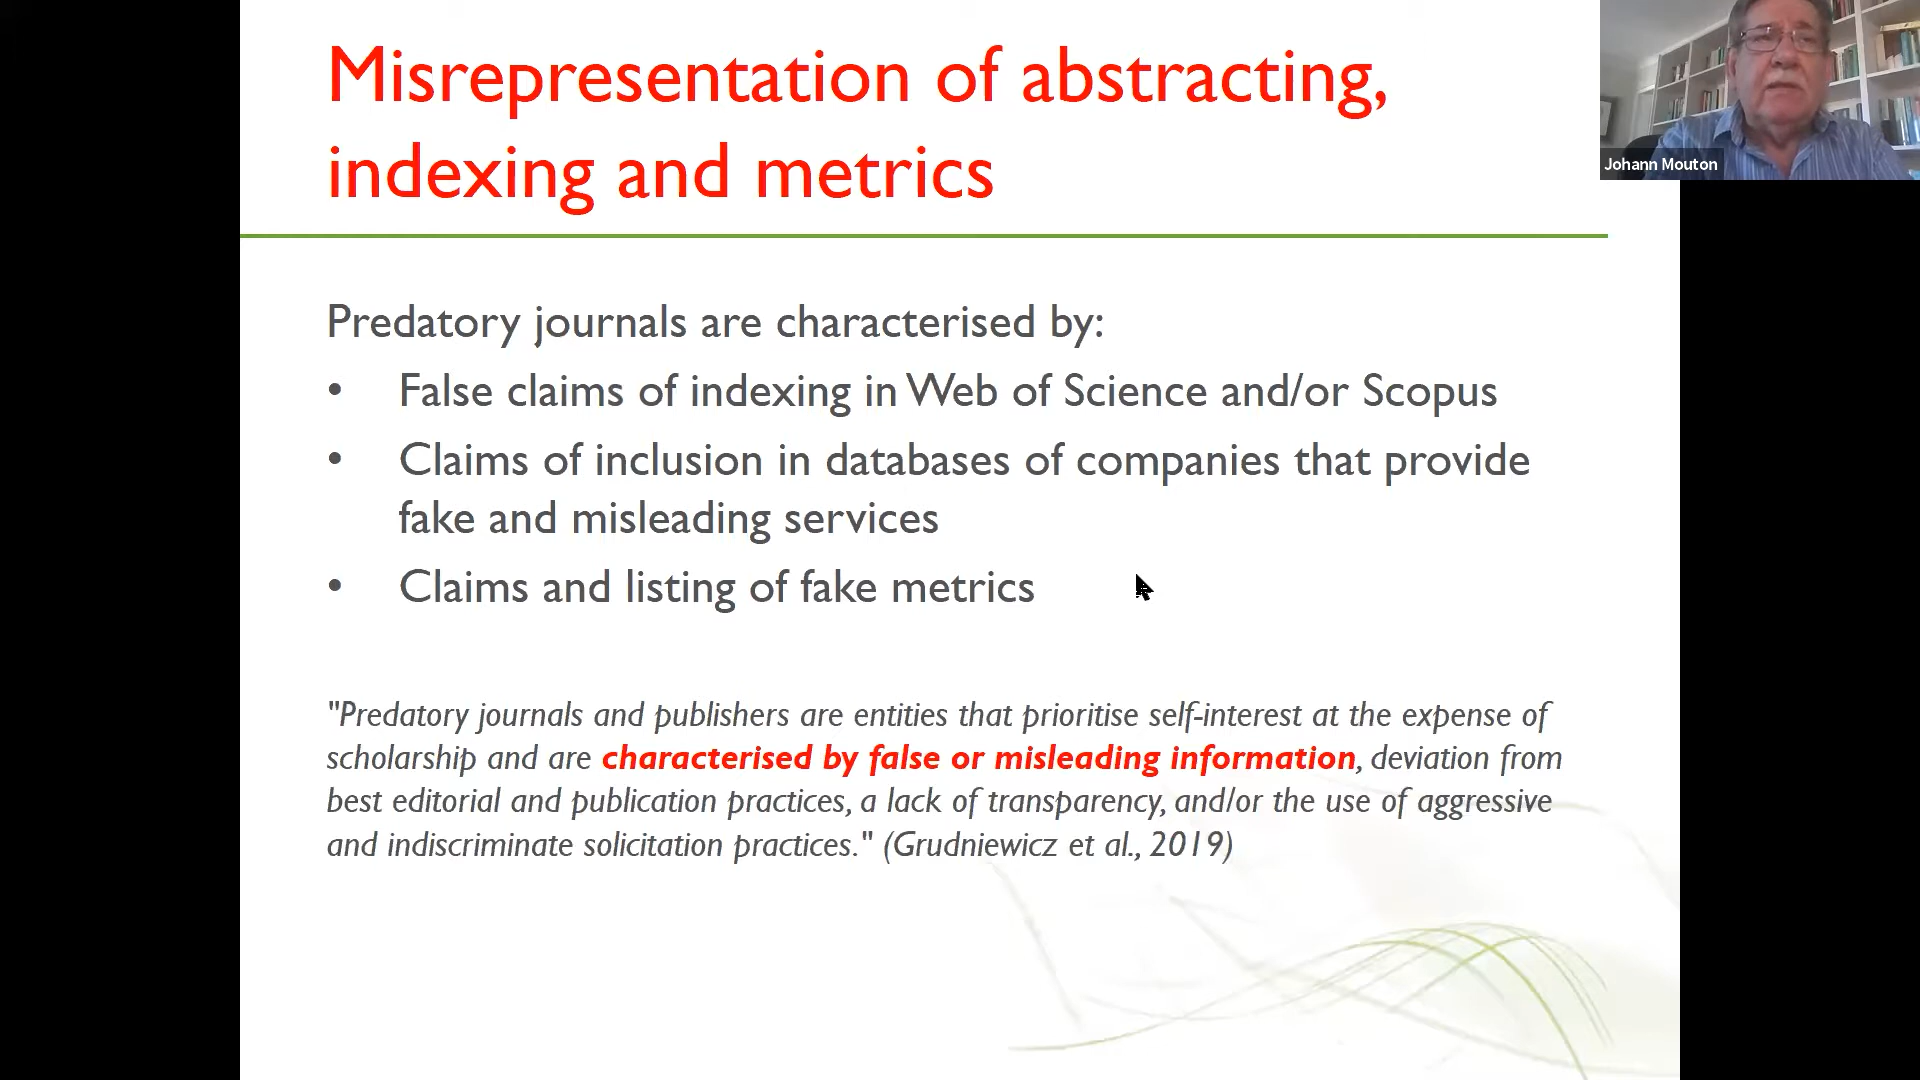 Misrepresentation of abstracting,
indexing and metrics
Johann Mouton
Predatory journals are characterised by:
• False claims of indexing in Web of Science and/or Scopus
• Claims of inclusion in databases of companies that provide
fake and misleading services
• Claims and listing of fake metrics
"Predatory journals and publishers are entities that prioritise self-interest at the expense of
scholarship and are characterised by false or misleading information, deviation from
best editorial and publication practices, a lack of transparency, and/or the use of aggressive
and indiscriminate solicitation practices." (Grudniewicz et al., 2019)